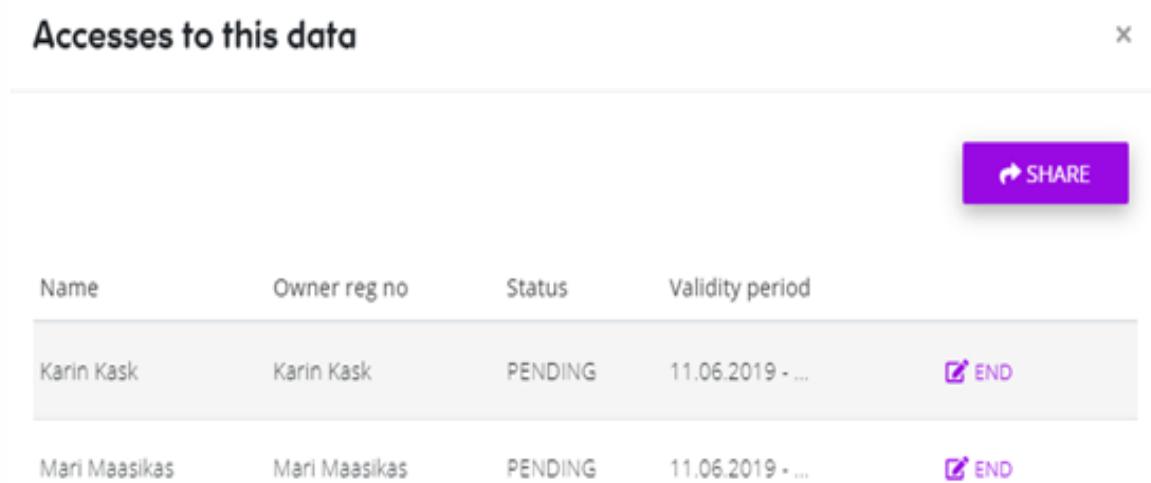 Accesses to this data ×
SHARE
Name Owner reg no Status Validity period
Karin Kask Karin Kask PENDING 11.06.2019 - ... END
Mari Maasikas Mari Maasikas PENDING 11.06.2019 - ... END